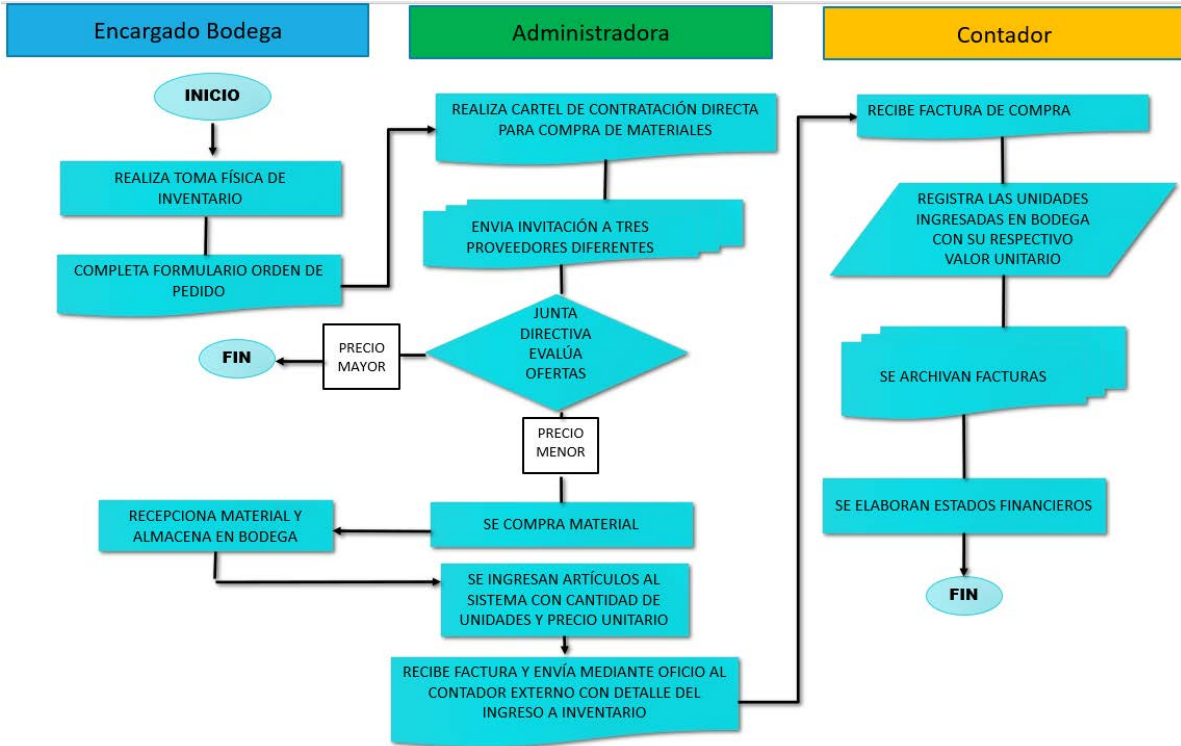 Encargado Bodega
Administradora
Contador
INICIO
REALIZA TOMA FÍSICA DE
INVENTARIO
COMPLETA FORMULARIO ORDEN DE
PEDIDO
REALIZA CARTEL DE CONTRATACIÓN DIRECTA
PARA COMPRA DE MATERIALES
ENVIA INVITACIÓN A TRES
PROVEEDORES DIFERENTES
JUNTA
DIRECTIVA
EVALÚA
OFERTAS
PRECIO
MAYOR
FIN
PRECIO
MENOR
SE COMPRA MATERIAL
RECEPCIONA MATERIAL Y
ALMACENA EN BODEGA
SE INGRESAN ARTÍCULOS AL
SISTEMA CON CANTIDAD DE
UNIDADES Y PRECIO UNITARIO
RECIBE FACTURA Y ENVÍA MEDIANTE OFICIO AL
CONTADOR EXTERNO CON DETALLE DEL
INGRESO A INVENTARIO
RECIBE FACTURA DE COMPRA
REGISTRA LAS UNIDADES
INGRESADAS EN BODEGA
CON SU RESPECTIVO
VALOR UNITARIO
SE ARCHIVAN FACTURAS
SE ELABORAN ESTADOS FINANCIEROS
FIN